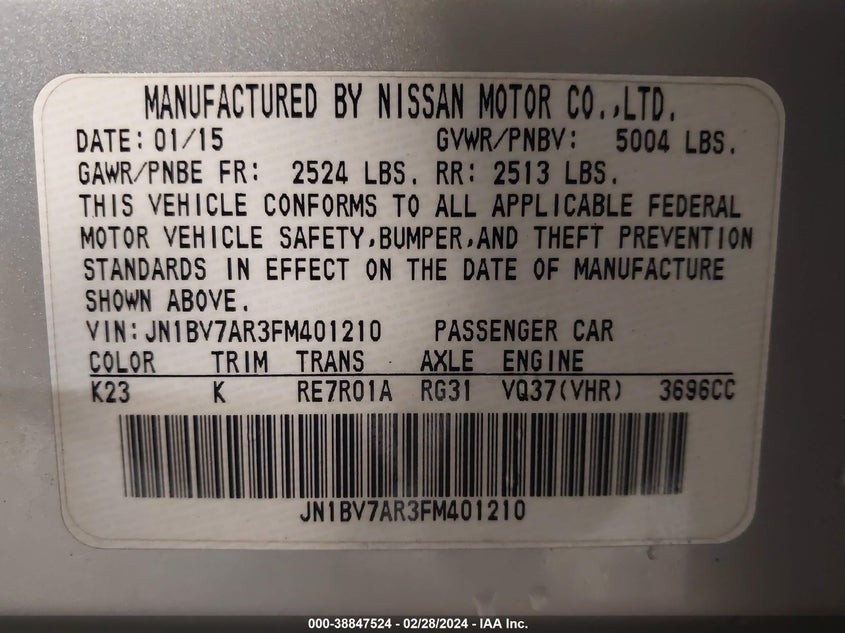 MANUFACTURED BY NISSAN MOTOR CO.,LTD.
DATE: 01/15 GVWR/PNBV: 5004 LBS.
GAWR/PNBE FR: 2524 LBS. RR: 2513 LBS.
THIS VEHICLE CONFORMS TO ALL APPLICABLE FEDERAL
MOTOR VEHICLE SAFETY,BUMPER,AND THEFT PREVENTION
STANDARDS IN EFFECT ON THE DATE OF MANUFACTURE
SHOWN ABOVE.
VIN: JN1BV7AR3FM401210 PASSENGER CAR
COLOR TRIM TRANS AXLE ENGINE
K23 K RE7R01A RG31 VQ37(VHR) 3696CC
JN1BV7AR3FM401210
000-38847524 - 02/28/2024 - IAA Inc.